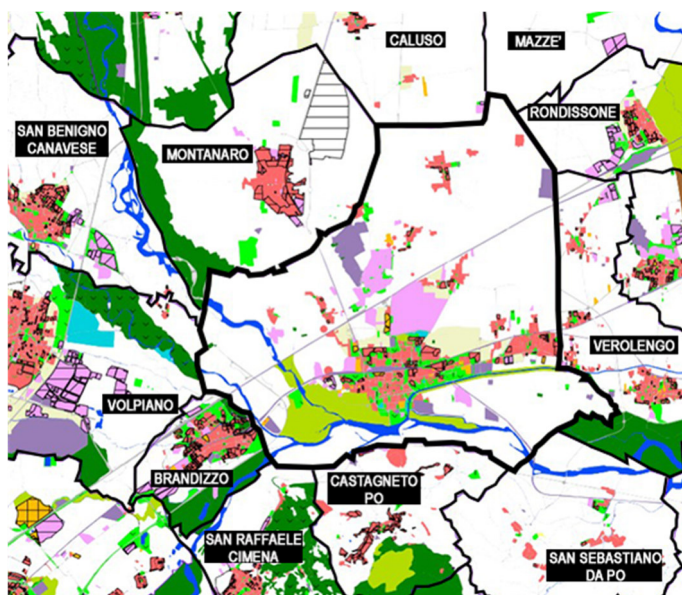 CALUSO
MAZZE'
RONDISSONE
SAN BENIGNO
CANAVESE
MONTANARO
VEROLENGO
VOLPIANO
BRANDIZZO
CASTAGNETO
PO
SAN RAFFAELE
CIMENA
SAN SEBASTIANO
DA PO